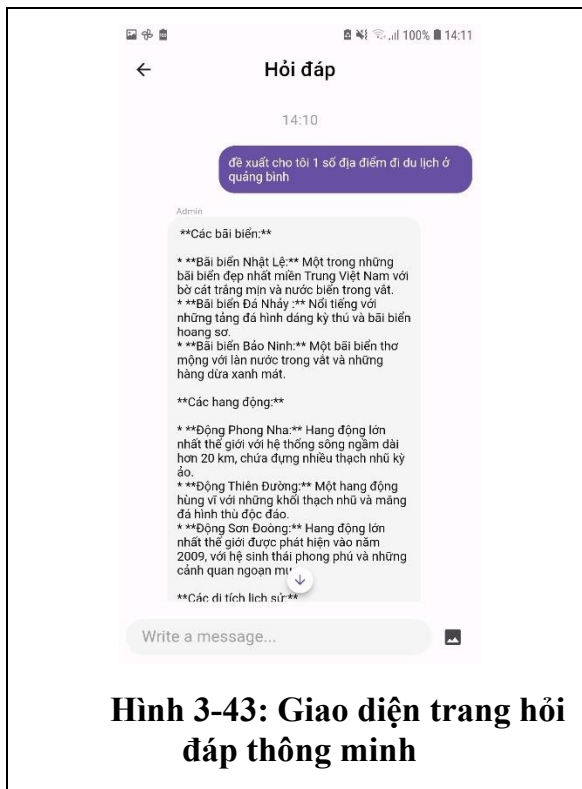 100% 14:11
Hỏi đáp
14:10
đề xuất cho tôi 1 số địa điểm đi du lịch ở
quảng bình
Admin
**Các bãi biển:**
* **Bãi biển Nhật Lệ:** Một trong những
bãi biển đẹp nhất miền Trung Việt Nam với
bờ cát trắng mịn và nước biển trong vắt.
* **Bãi biển Đá Nhảy :** Nổi tiếng với
những tảng đá hình dáng kỳ thú và bãi biển
hoang sơ.
* **Bãi biển Bảo Ninh:** Một bãi biển thơ
mộng với làn nước trong vắt và những
hàng dừa xanh mát.
**Các hang động:**
* **Động Phong Nha:** Hang động lớn
nhất thế giới với hệ thống sông ngầm dài
hơn 20 km, chứa đựng nhiều thạch nhũ kỳ
ảo.
* **Động Thiên Đường:** Một hang động
hùng vĩ với những khối thạch nhũ và măng
đá hình thù độc đáo.
* **Động Sơn Đoòng:** Hang động lớn
nhất thế giới được phát hiện vào năm
2009, với hệ sinh thái phong phú và những
cảnh quan ngoạn mụ
**Các di tích lịch sử:**
Write a message...
Hình 3-43: Giao diện trang hỏi
đáp thông minh